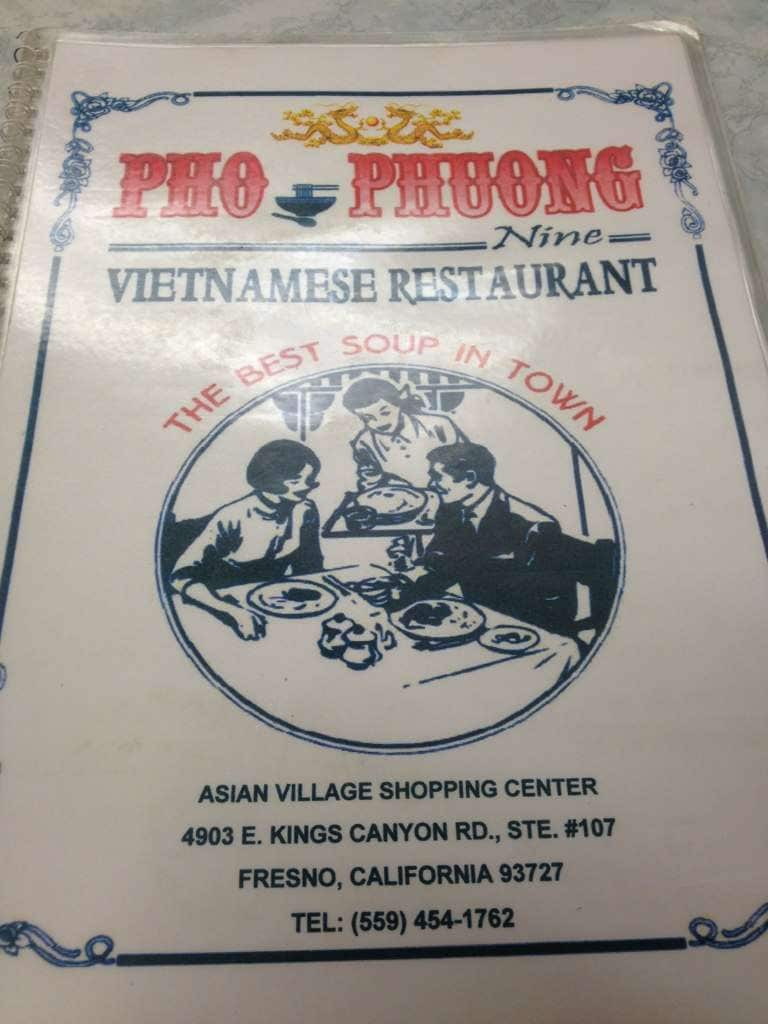 PHO PHUONG
Nine
VIETNAMESE RESTAURANT
THE BEST SOUP IN TOWN
ASIAN VILLAGE SHOPPING CENTER
4903 E. KINGS CANYON RD., STE. #107
FRESNO, CALIFORNIA 93727
TEL: (559) 454-1762